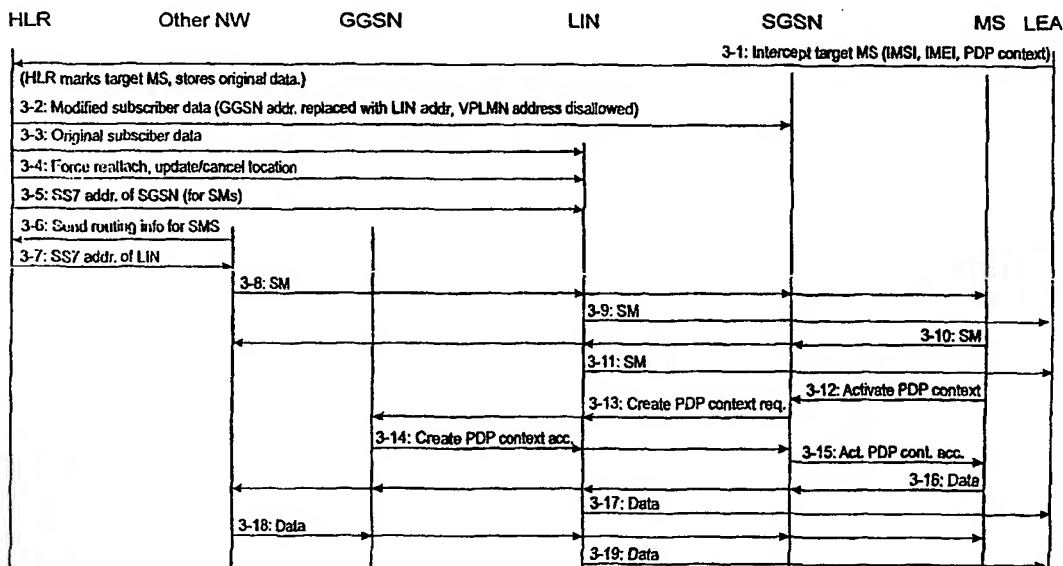 HLR Other NW GGSN LIN SGSN MS LEA
3-1: Intercept target MS (IMSI, IMEI, PDP context)
(HLR marks target MS, stores original data.)
3-2: Modified subscriber data (GGSN addr. replaced with LIN addr, VPLMN address disallowed)
3-3: Original subsciber data
3-4: Force reattach, update/cancel location
3-5: SS7 addr. of SGSN (for SMs)
3-6: Send routing info for SMS
3-7: SS7 addr. of LIN
3-8: SM
3-9: SM
3-10: SM
3-11: SM
3-12: Activate PDP context
3-13: Create PDP context req.
3-14: Create PDP context acc.
3-15: Act. PDP cont. acc.
3-16: Data
3-17: Data
3-18: Data
3-19: Data